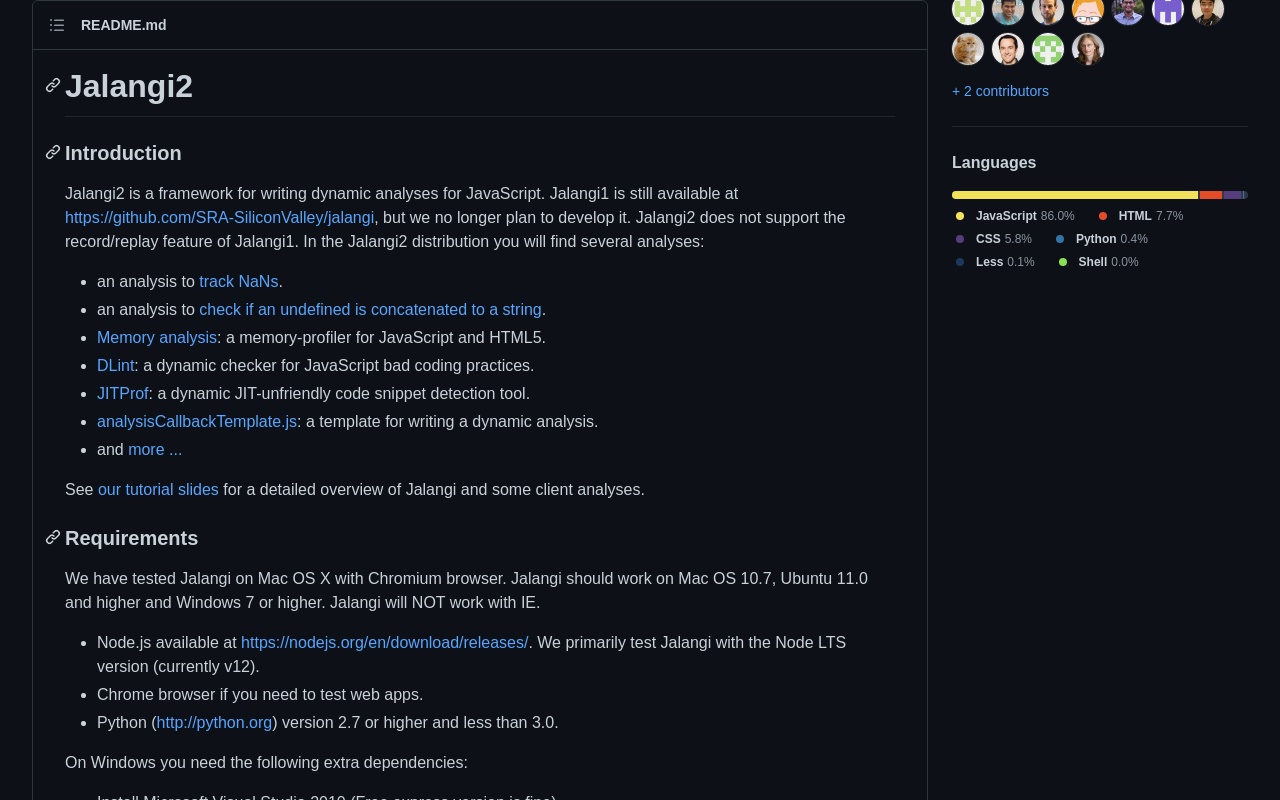 README.md
Jalangi2
Introduction
Jalangi2 is a framework for writing dynamic analyses for JavaScript. Jalangi1 is still available at
https://github.com/SRA-SiliconValley/jalangi, but we no longer plan to develop it. Jalangi2 does not support the
record/replay feature of Jalangi1. In the Jalangi2 distribution you will find several analyses:
an analysis to track NaNs.
an analysis to check if an undefined is concatenated to a string.
Memory analysis: a memory-profiler for JavaScript and HTML5.
DLint: a dynamic checker for JavaScript bad coding practices.
JITProf: a dynamic JIT-unfriendly code snippet detection tool.
analysisCallbackTemplate.js: a template for writing a dynamic analysis.
and more ...
See our tutorial slides for a detailed overview of Jalangi and some client analyses.
Requirements
We have tested Jalangi on Mac OS X with Chromium browser. Jalangi should work on Mac OS 10.7, Ubuntu 11.0
and higher and Windows 7 or higher. Jalangi will NOT work with IE.
Node.js available at https://nodejs.org/en/download/releases/. We primarily test Jalangi with the Node LTS
version (currently v12).
Chrome browser if you need to test web apps.
Python (http://python.org) version 2.7 or higher and less than 3.0.
On Windows you need the following extra dependencies:
Install Microsoft Visual Studio 2010 (Free express version is fine).
+ 2 contributors
Languages
JavaScript 86.0% HTML 7.7%
CSS 5.8% Python 0.4%
Less 0.1% Shell 0.0%